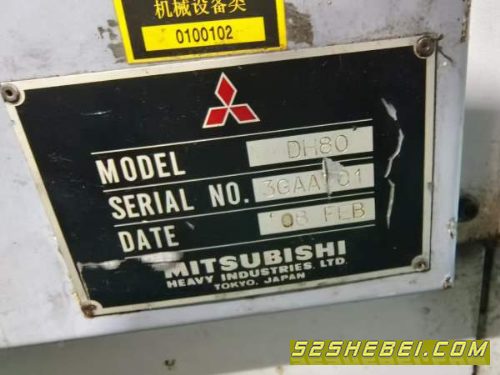 机械设备类
0100102
MODEL DH80
SERIAL NO.
DATE '08 FEB
MITSUBISHI
HEAVY INDUSTRIES. LTD.
TOKYO. JAPAN
52SHEBEI.COM